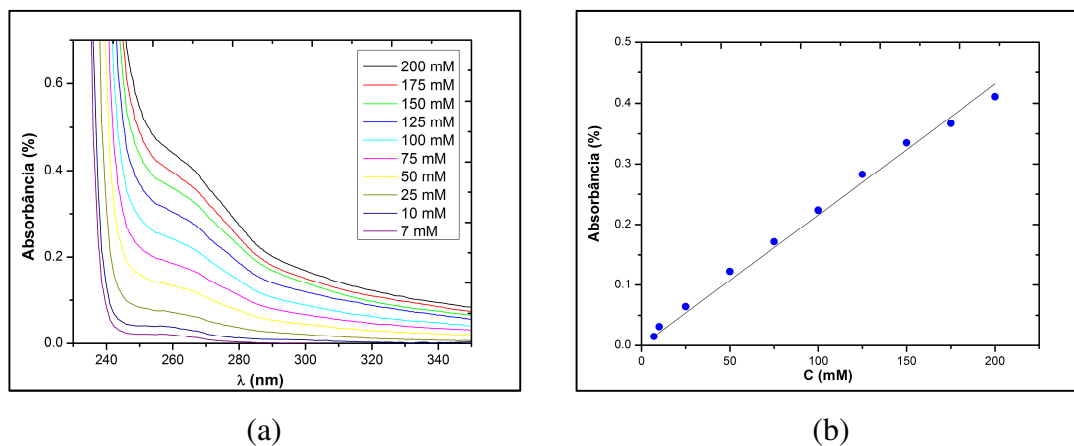 0.6
0.4
0.2
0.0
Absorbância (%)
240 260 280 300 320 340
λ (nm)
200 mM
175 mM
150 mM
125 mM
100 mM
75 mM
50 mM
25 mM
10 mM
7 mM
(a)
0.5
0.4
0.3
0.2
0.1
0.0
Absorbância (%)
0 50 100 150 200
C (mM)
(b)